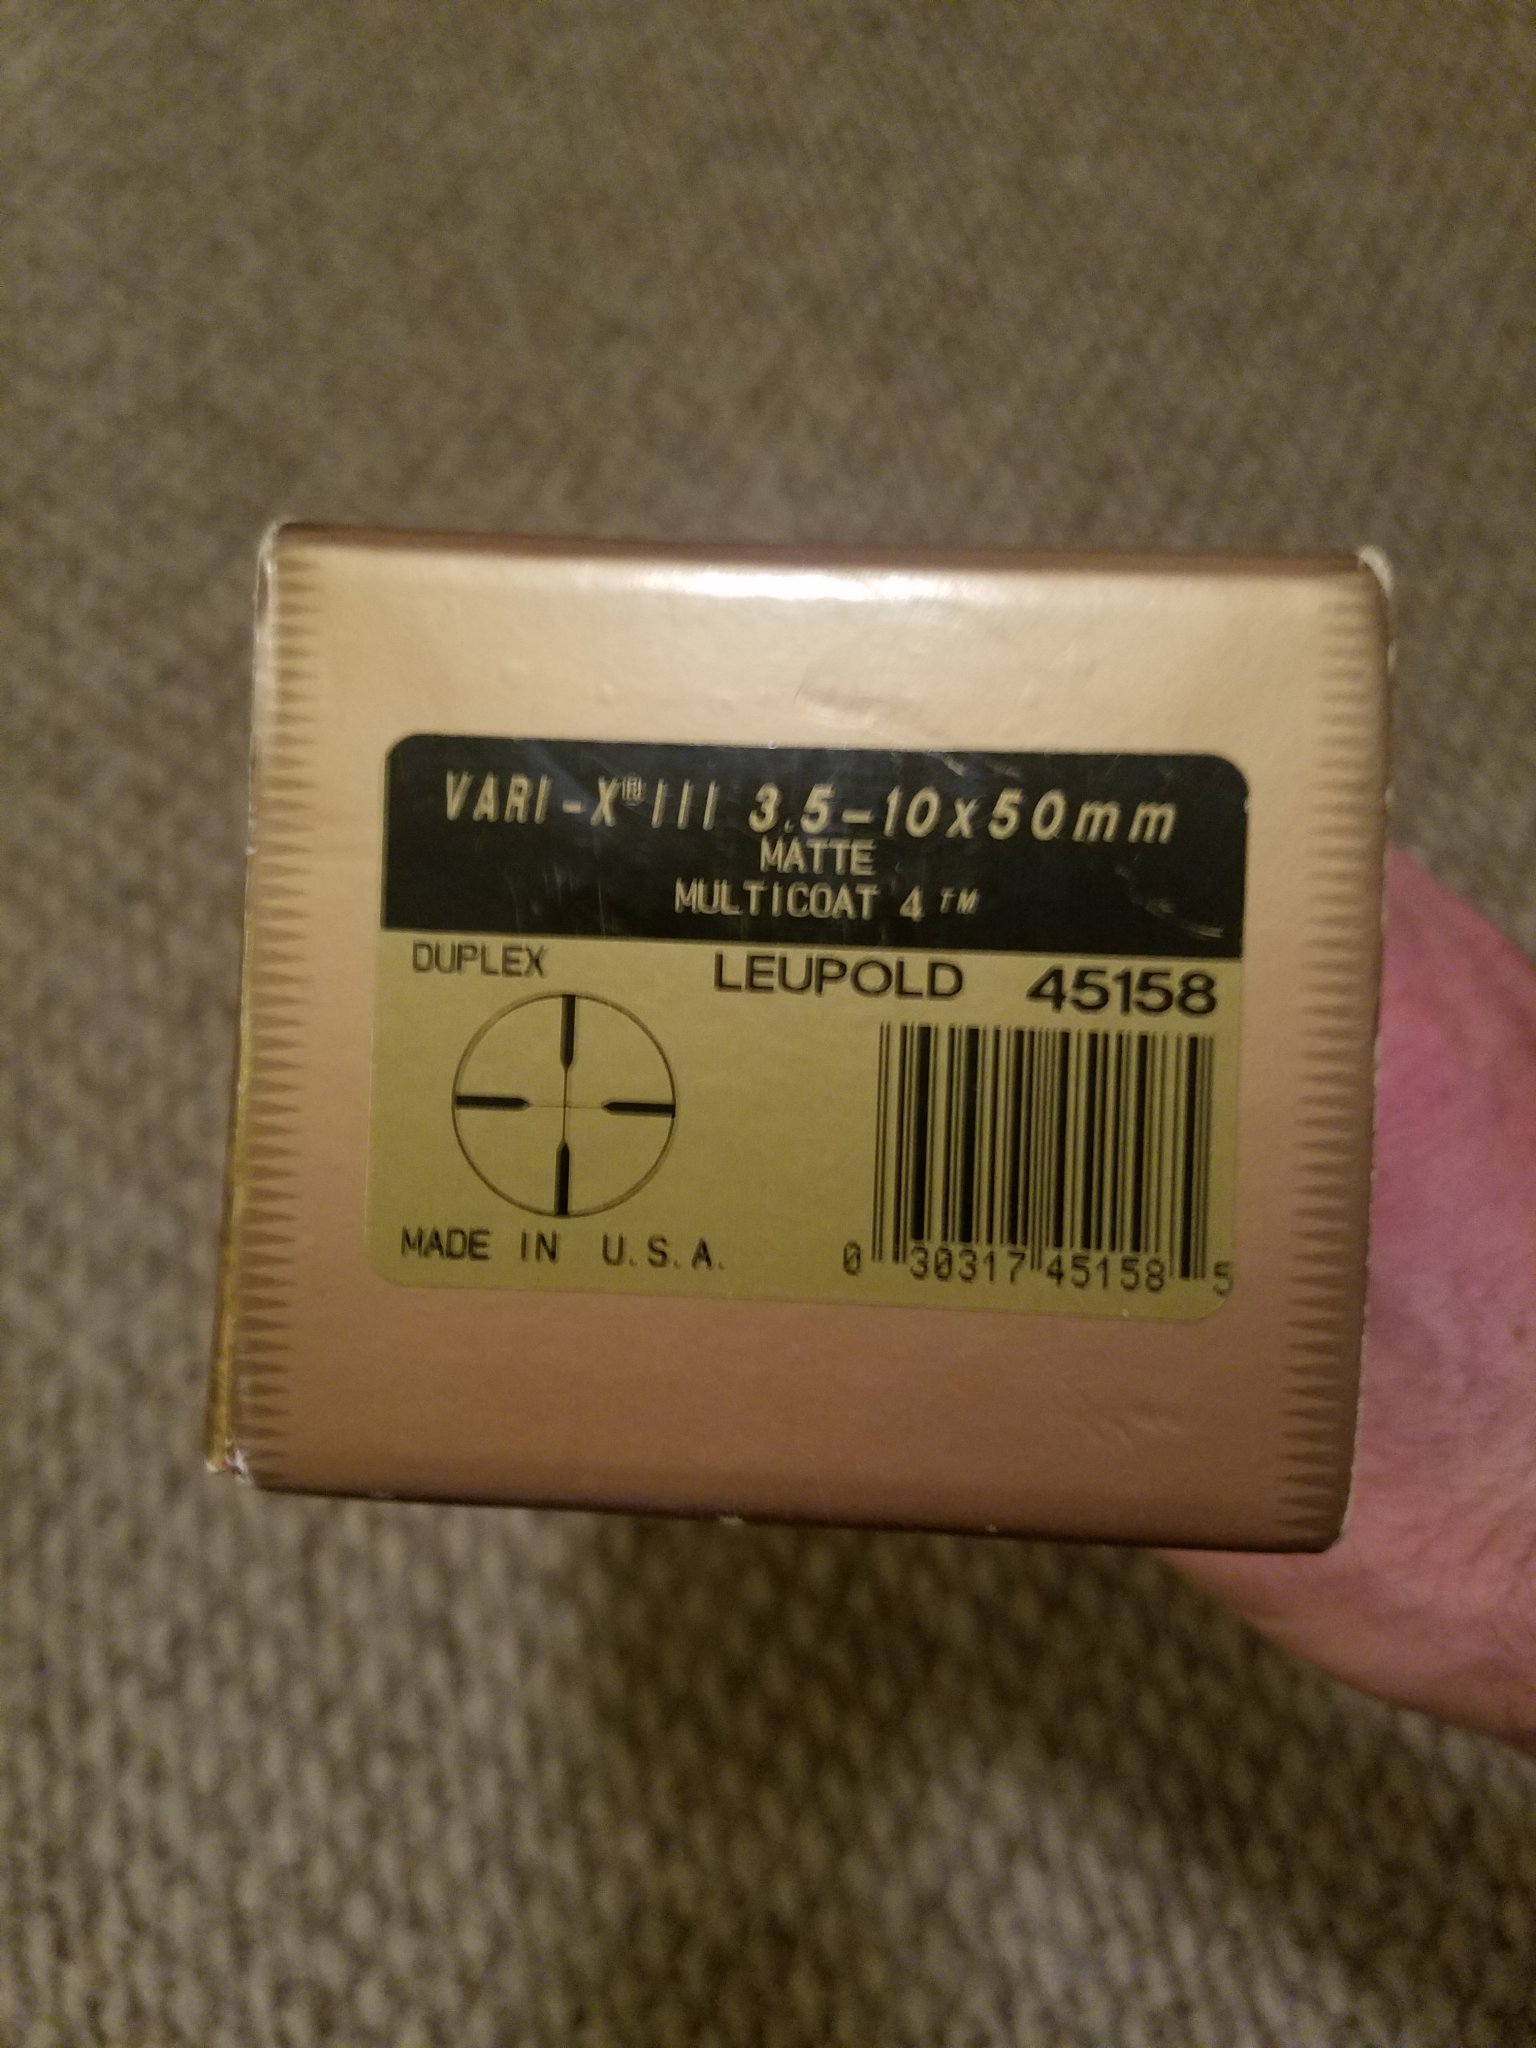 VARI-X® III 3.5-10x50mm
MATTE
MULTICOAT 4™
DUPLEX
LEUPOLD 45158
MADE IN U.S.A.
0 30317 45158 5